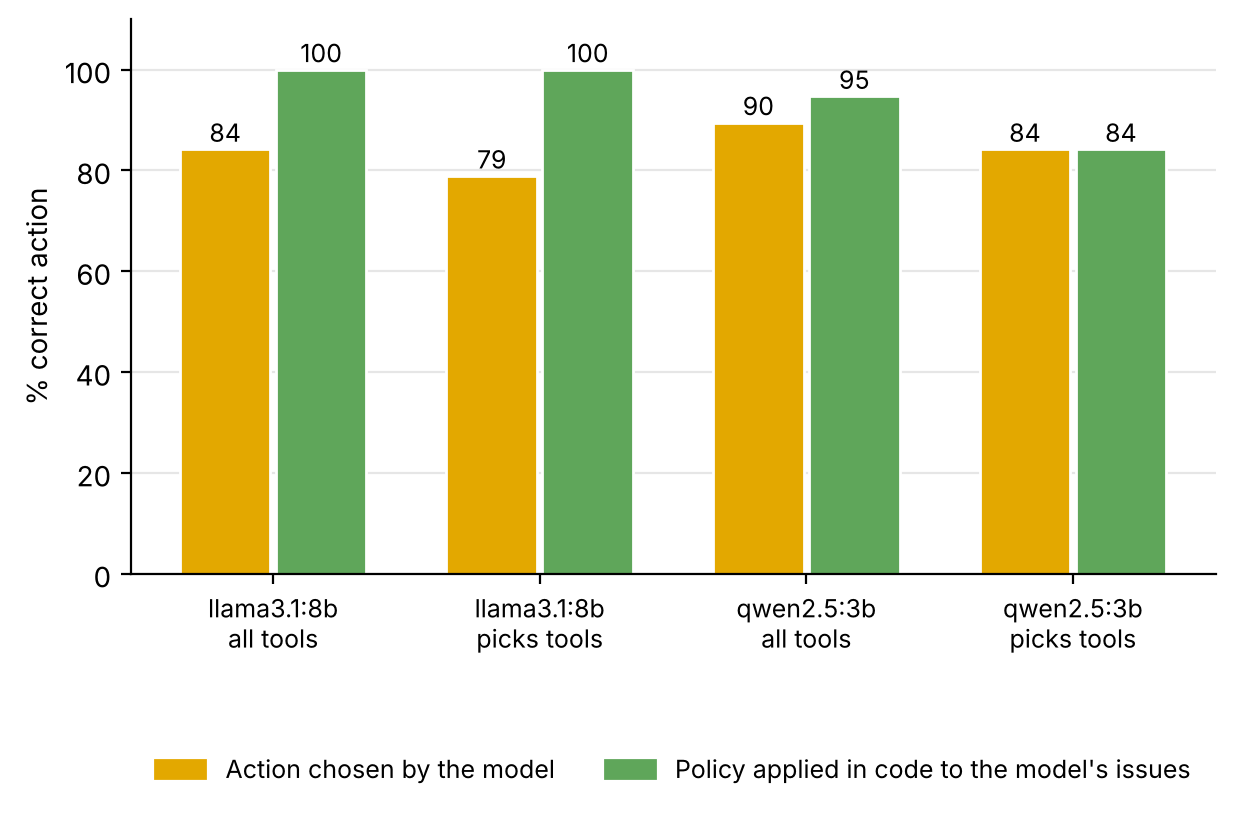 % correct action
100
80
60
40
20
0
84
100
79
100
90
95
84
84
llama3.1:8b
all tools
llama3.1:8b
picks tools
qwen2.5:3b
all tools
qwen2.5:3b
picks tools
Action chosen by the model
Policy applied in code to the model's issues